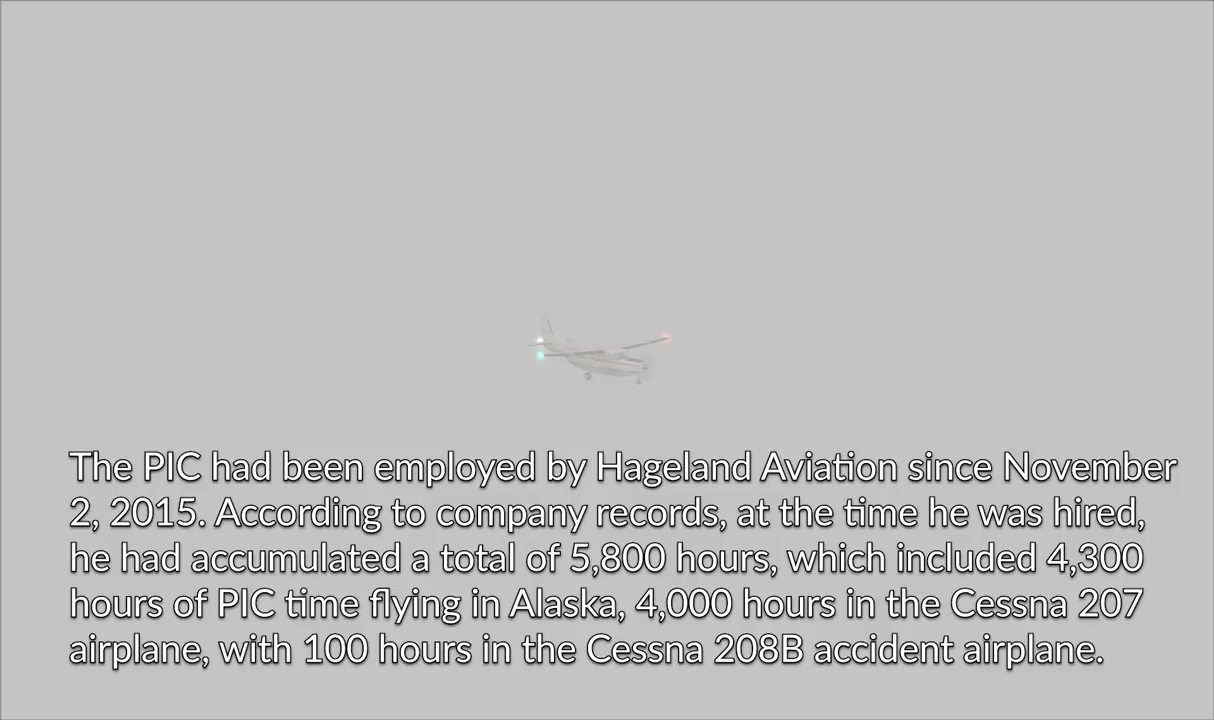 The PIC had been employed by Hageland Aviation since November
2, 2015. According to company records, at the time he was hired,
he had accumulated a total of 5,800 hours, which included 4,300
hours of PIC time flying in Alaska, 4,000 hours in the Cessna 207
airplane, with 100 hours in the Cessna 208B accident airplane.